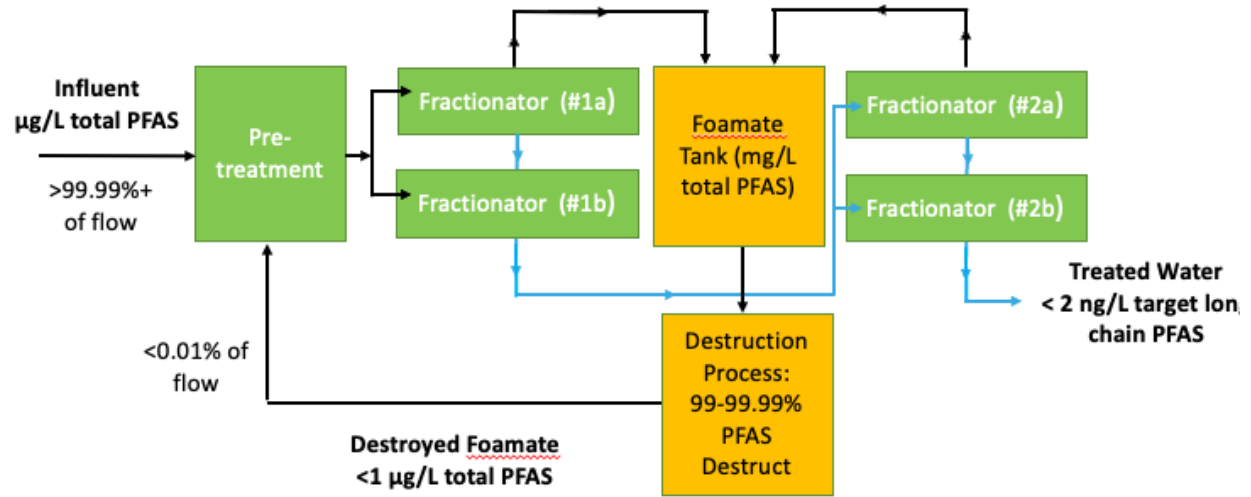 Influent
µg/L total PFAS
>99.99%+
of flow
Pre-
treatment
Fractionator (#1a)
Fractionator (#1b)
Foamate
Tank (mg/L
total PFAS)
Fractionator (#2a)
Fractionator (#2b)
Treated Water
< 2 ng/L target long
chain PFAS
Destruction
Process:
99-99.99%
PFAS
Destruct
<0.01% of
flow
Destroyed Foamate
<1 µg/L total PFAS